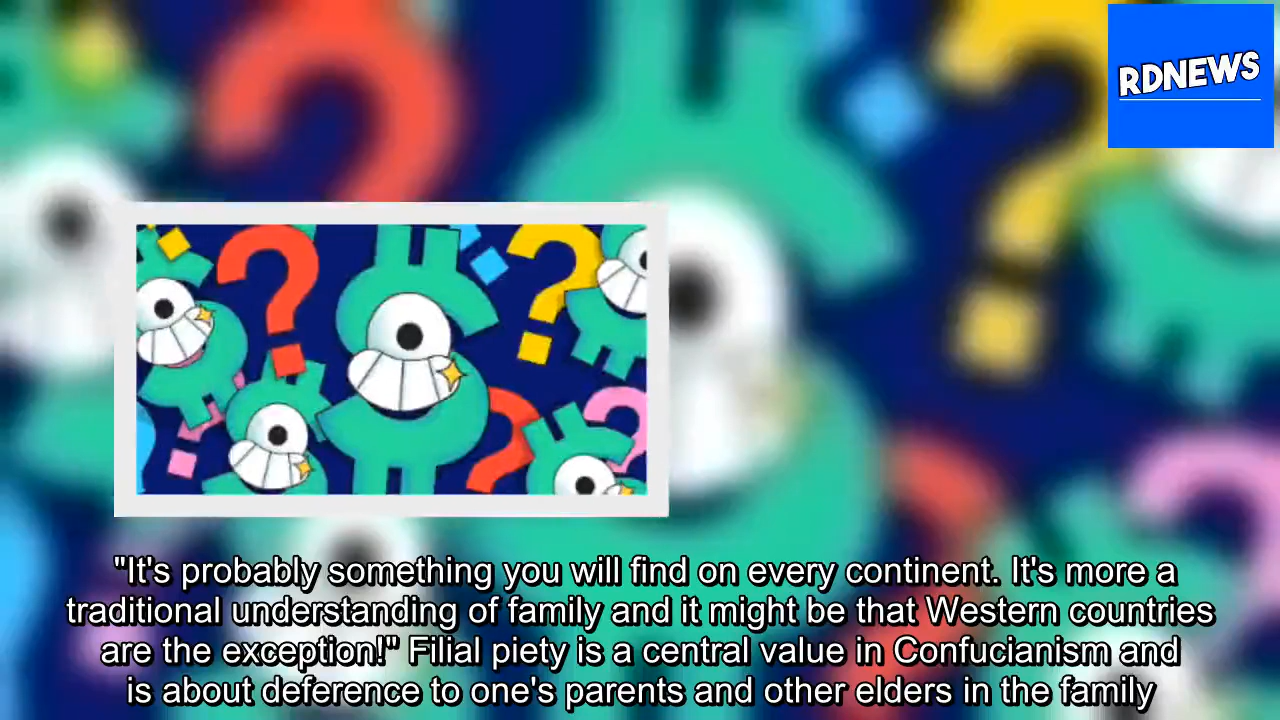 RDNEWS
"It's probably something you will find on every continent. It's more a
traditional understanding of family and it might be that Western countries
are the exception!" Filial piety is a central value in Confucianism and
is about deference to one's parents and other elders in the family